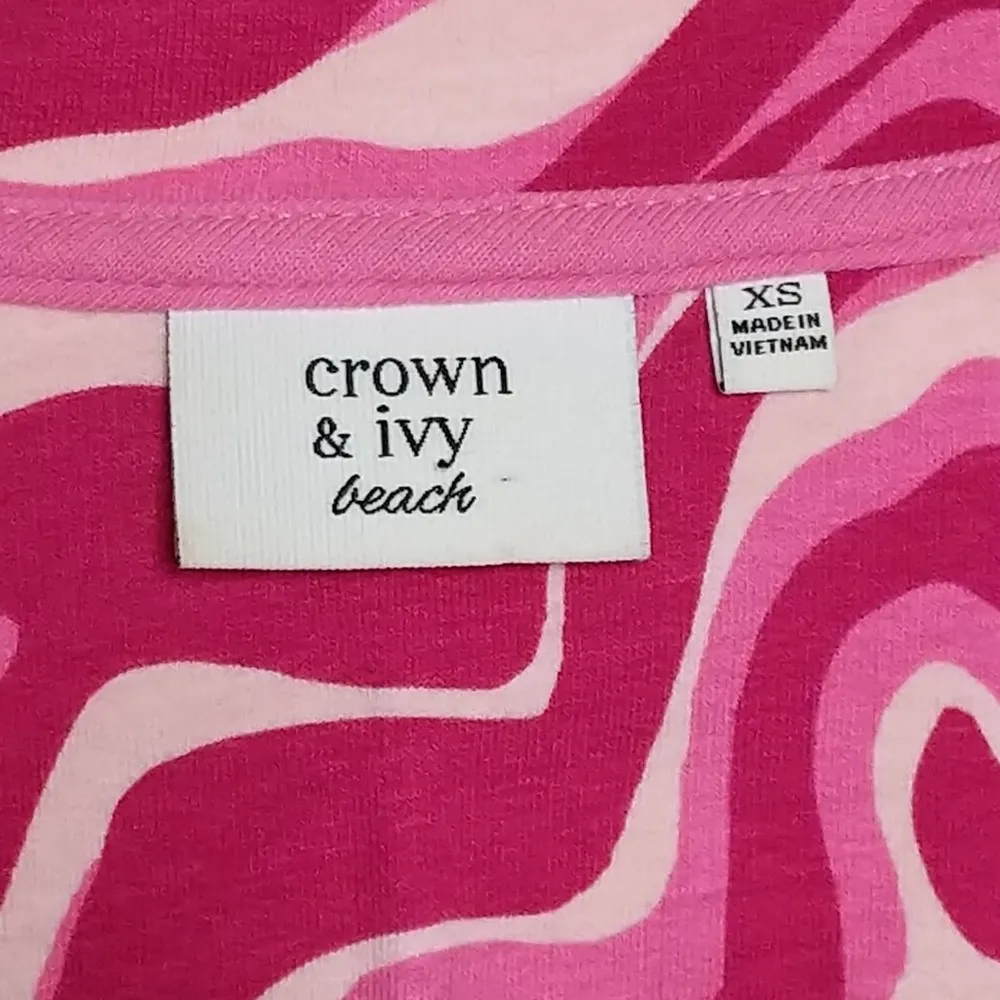 crown
& ivy
beach
XS
MADE IN
VIETNAM